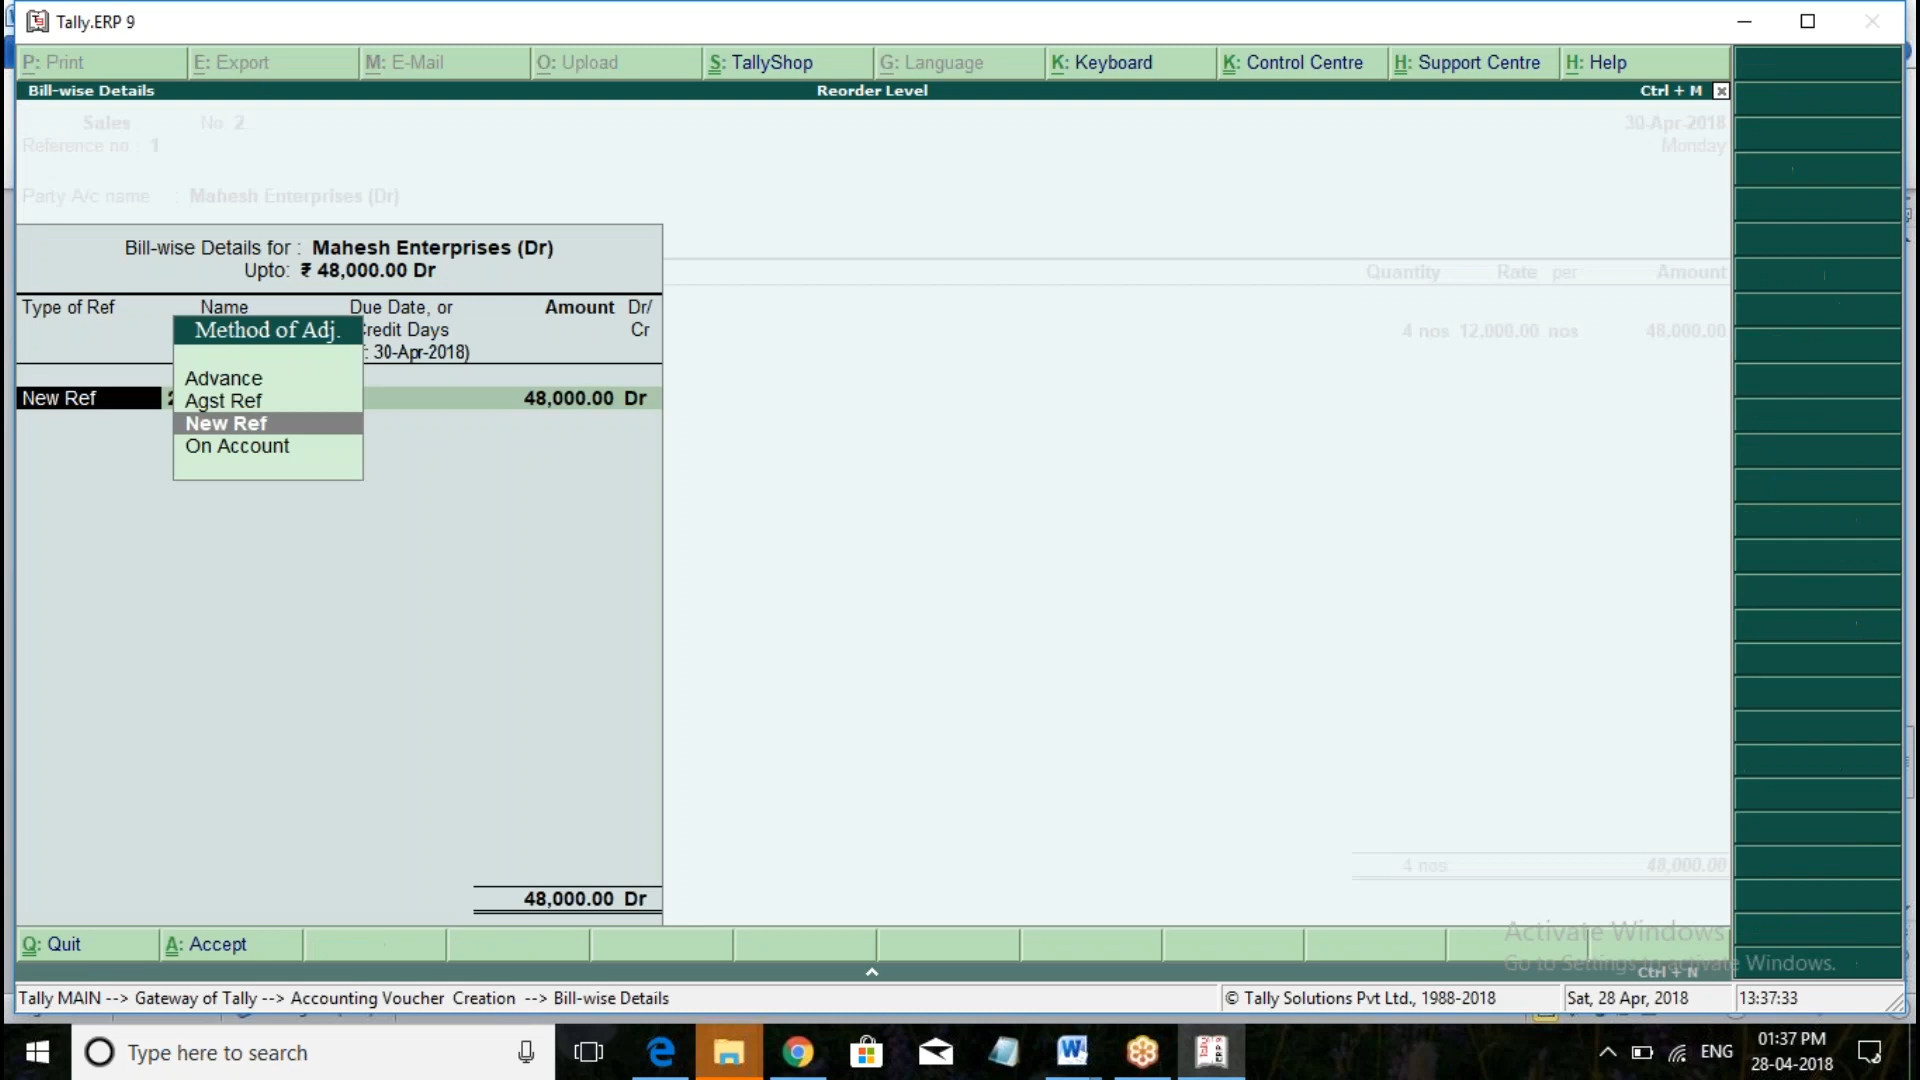 Tally.ERP 9
P: Print E: Export M: E-Mail O: Upload S: TallyShop G: Language K: Keyboard K: Control Centre H: Support Centre H: Help
Bill-wise Details Reorder Level Ctrl + M
Sales No. 2 30-Apr-2018
Reference no : 1 Monday
Party A/c name : Mahesh Enterprises (Dr)
Bill-wise Details for : Mahesh Enterprises (Dr)
Upto: ₹ 48,000.00 Dr
Quantity Rate per Amount
Type of Ref Name Due Date, or Amount Dr/
Method of Adj. Credit Days Cr
4 nos 12,000.00 nos 48,000.00
: 30-Apr-2018)
Advance
New Ref 48,000.00 Dr
Agst Ref
New Ref
On Account
4 nos 48,000.00
48,000.00 Dr
Activate Windows
Go to Settings to activate Windows.
Q: Quit A: Accept
Ctrl + N
Tally MAIN --> Gateway of Tally --> Accounting Voucher Creation --> Bill-wise Details © Tally Solutions Pvt Ltd., 1988-2018 Sat, 28 Apr, 2018 13:37:33
Type here to search ENG 01:37 PM
28-04-2018